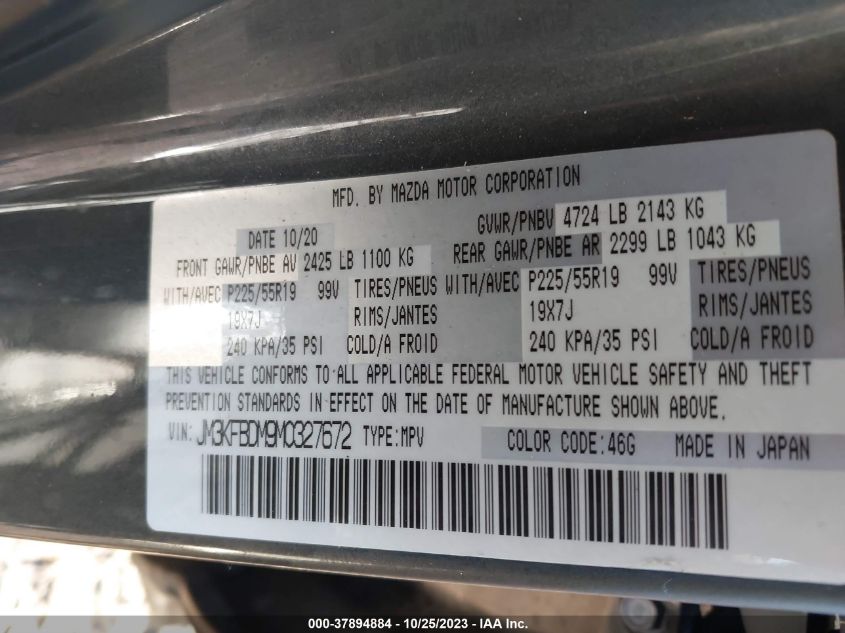 MFD. BY MAZDA MOTOR CORPORATION
DATE 10/20 GVWR/PNBV 4724 LB 2143 KG
FRONT GAWR/PNBE AV 2425 LB 1100 KG REAR GAWR/PNBE AR 2299 LB 1043 KG
WITH/AVEC P225/55R19 99V TIRES/PNEUS WITH/AVEC P225/55R19 99V TIRES/PNEUS
19X7J RIMS/JANTES 19X7J RIMS/JANTES
240 KPA/35 PSI COLD/A FROID 240 KPA/35 PSI COLD/A FROID
THIS VEHICLE CONFORMS TO ALL APPLICABLE FEDERAL MOTOR VEHICLE SAFETY AND THEFT
PREVENTION STANDARDS IN EFFECT ON THE DATE OF MANUFACTURE SHOWN ABOVE.
VIN: JM3KFBDM9M0327672 TYPE:MPV COLOR CODE:46G MADE IN JAPAN
000-37894884 - 10/25/2023 - IAA Inc.